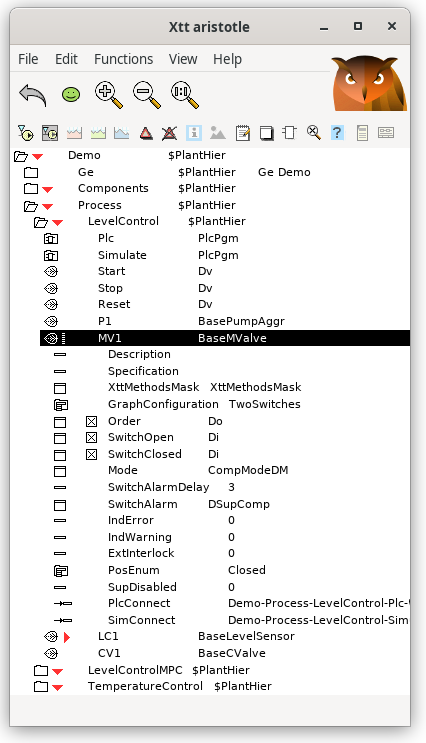 Xtt aristotle
File Edit Functions View Help
1:1
Demo $PlantHier
Ge $PlantHier Ge Demo
Components $PlantHier
Process $PlantHier
LevelControl $PlantHier
Plc PlcPgm
Simulate PlcPgm
Start Dv
Stop Dv
Reset Dv
P1 BasePumpAggr
MV1 BaseMValve
Description
Specification
XttMethodsMask XttMethodsMask
GraphConfiguration TwoSwitches
Order Do
SwitchOpen Di
SwitchClosed Di
Mode CompModeDM
SwitchAlarmDelay 3
SwitchAlarm DSupComp
IndError 0
IndWarning 0
ExtInterlock 0
PosEnum Closed
SupDisabled 0
PlcConnect Demo-Process-LevelControl-Plc-
SimConnect Demo-Process-LevelControl-Sim
LC1 BaseLevelSensor
CV1 BaseCValve
LevelControlMPC $PlantHier
TemperatureControl $PlantHier